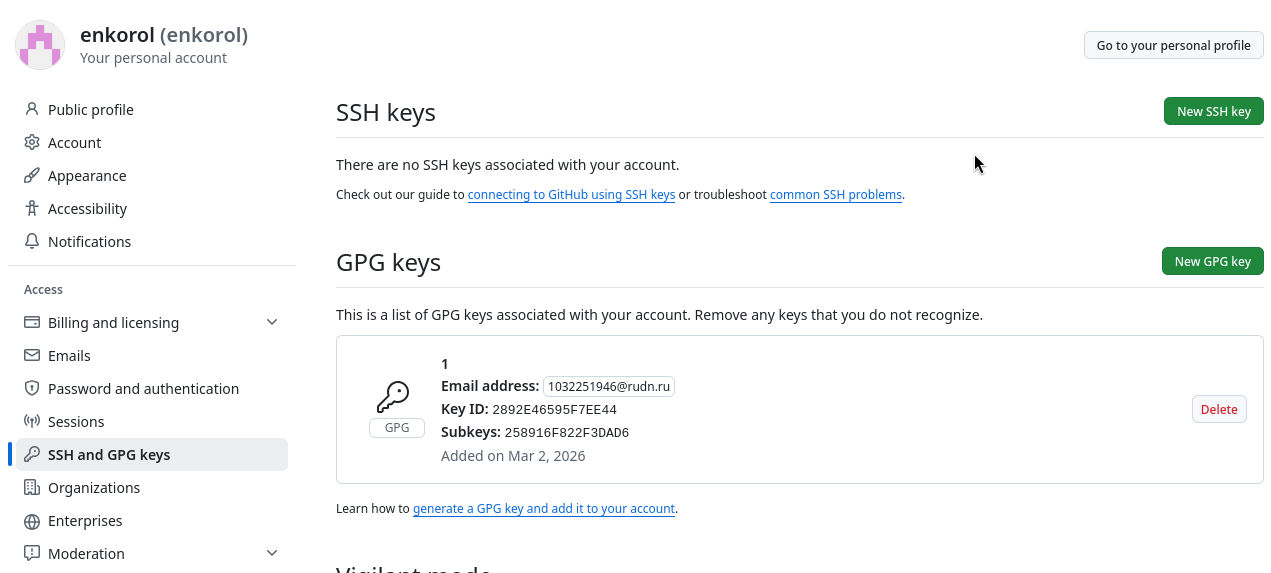 enkorol (enkorol)
Your personal account
Go to your personal profile
Public profile
Account
Appearance
Accessibility
Notifications
Access
Billing and licensing
Emails
Password and authentication
Sessions
SSH and GPG keys
Organizations
Enterprises
Moderation
SSH keys
New SSH key
There are no SSH keys associated with your account.
Check out our guide to connecting to GitHub using SSH keys or troubleshoot common SSH problems.
GPG keys
New GPG key
This is a list of GPG keys associated with your account. Remove any keys that you do not recognize.
GPG
1
Email address: 1032251946@rudn.ru
Key ID: 2892E46595F7EE44
Subkeys: 258916F822F3DAD6
Added on Mar 2, 2026
Delete
Learn how to generate a GPG key and add it to your account.
Vigilant mode